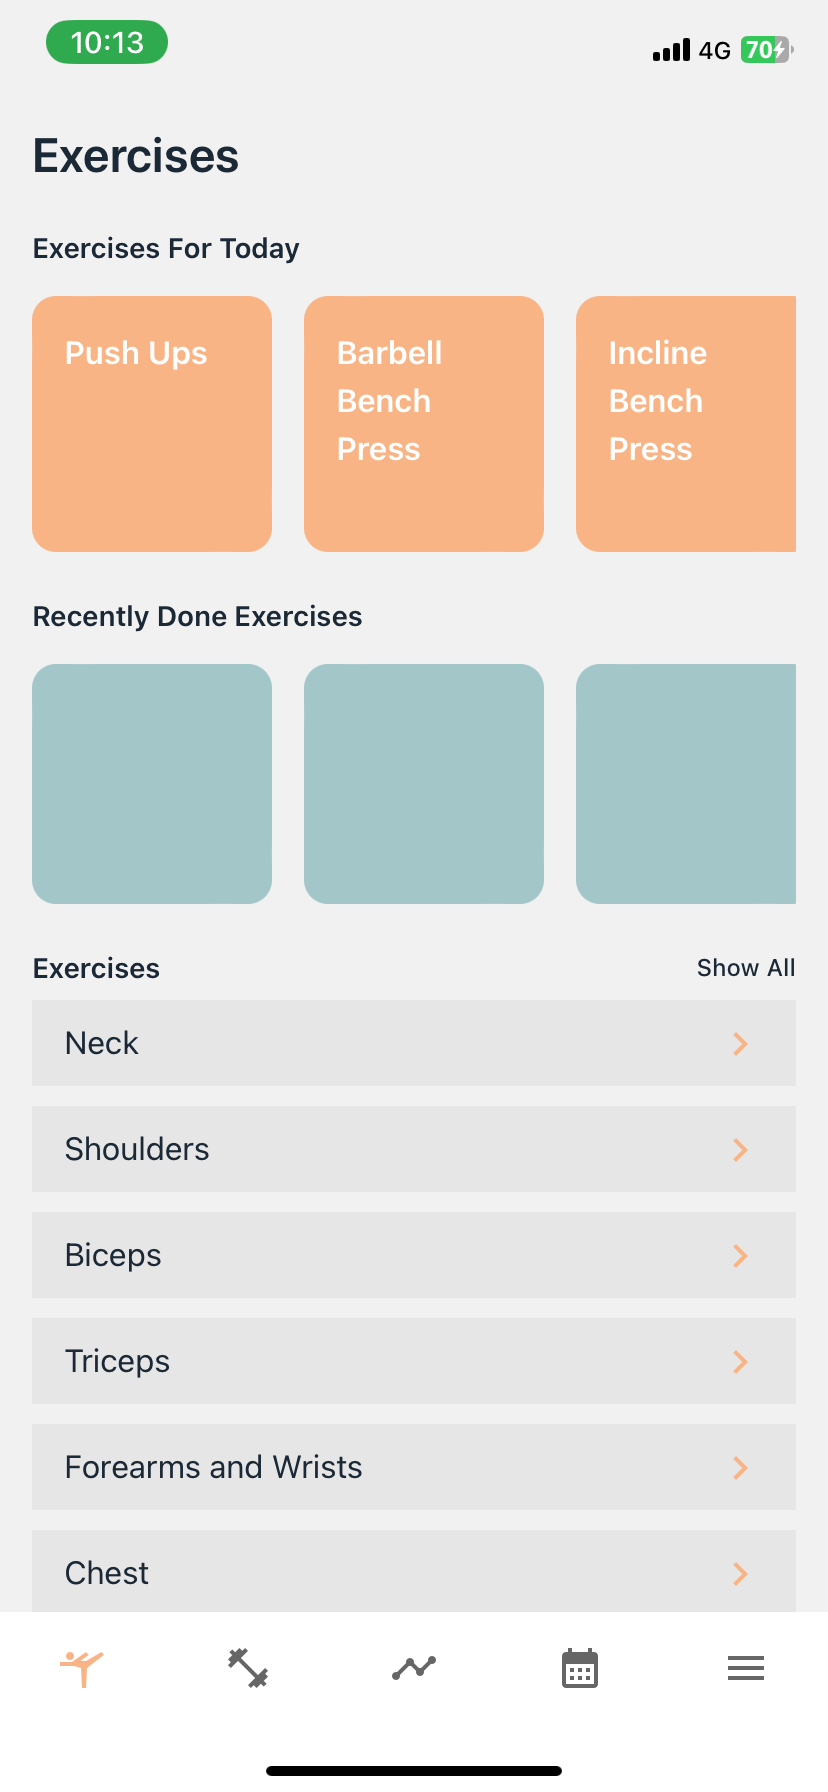 10:13
4G 70
Exercises
Exercises For Today
Push Ups
Barbell
Bench
Press
Incline
Bench
Press
Recently Done Exercises
Exercises
Show All
Neck
Shoulders
Biceps
Triceps
Forearms and Wrists
Chest